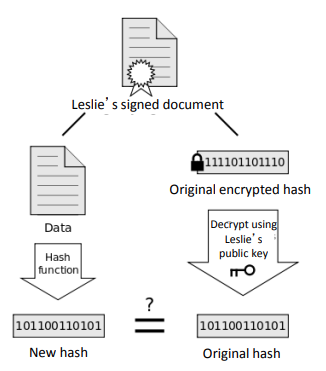 Leslie's signed document
111101101110
Original encrypted hash
Data
Decrypt using
Leslie's
public key
Hash
function
?
101100110101
101100110101
New hash
Original hash